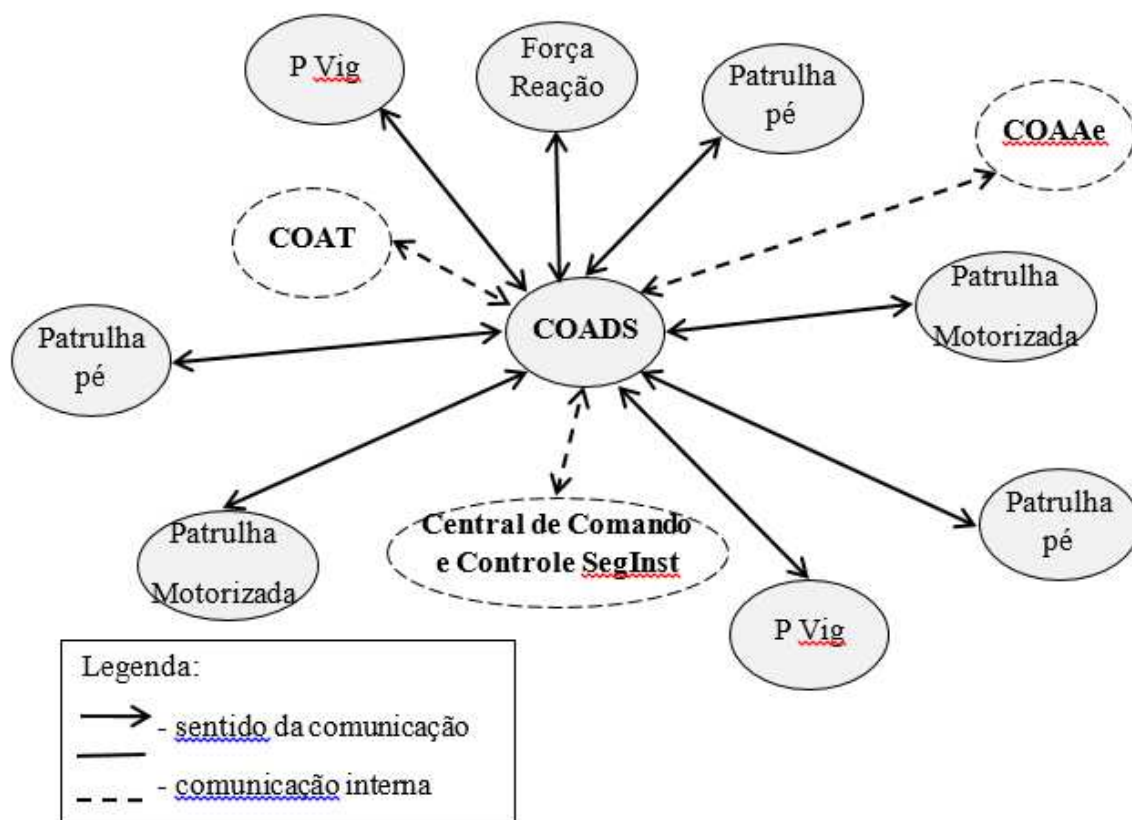 P Vig
Força
Reação
Patrulha
pé
COAAe
COAT
Patrulha
Motorizada
COADS
Patrulha
pé
Patrulha
pé
Central de Comando
e Controle SegInst
Patrulha
Motorizada
P Vig
Legenda:
- sentido da comunicação
- comunicação interna